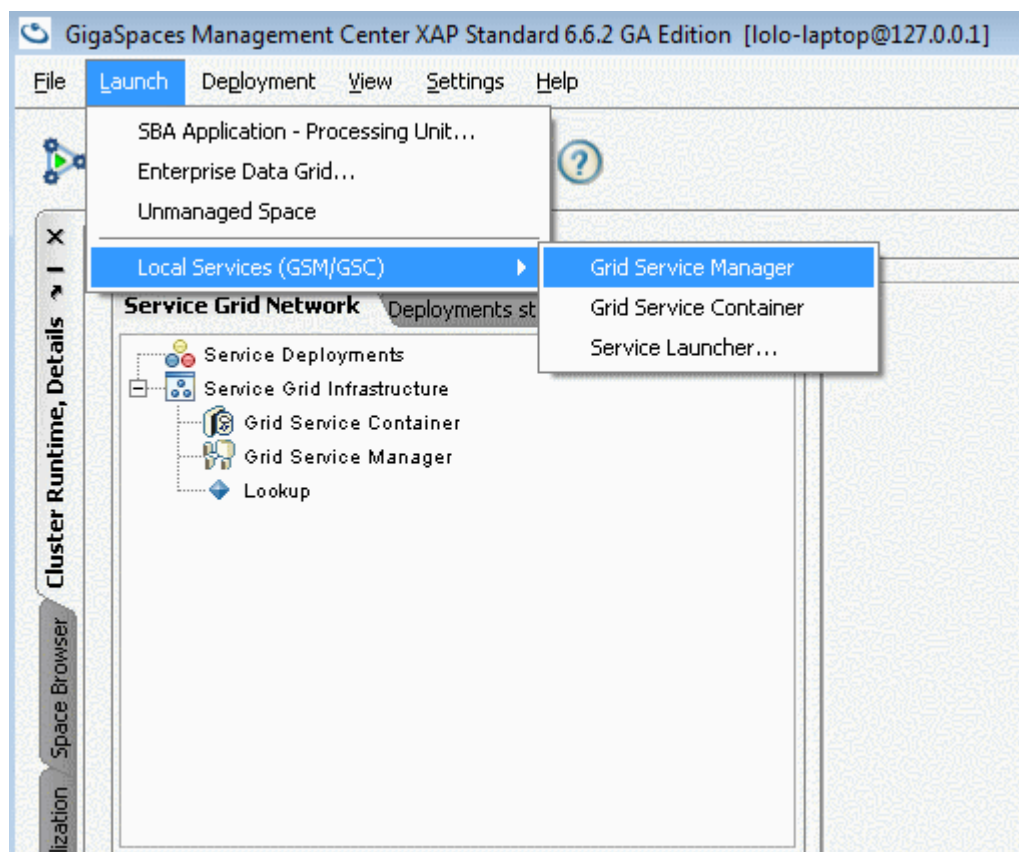 GigaSpaces Management Center XAP Standard 6.6.2 GA Edition [lolo-laptop@127.0.0.1]
File Launch Deployment View Settings Help
SBA Application - Processing Unit...
Enterprise Data Grid...
Unmanaged Space
Local Services (GSM/GSC)
Grid Service Manager
Grid Service Container
Service Launcher...
Service Grid Network Deployments st
Service Deployments
Service Grid Infrastructure
Grid Service Container
Grid Service Manager
Lookup
Cluster Runtime, Details
Space Browser
lization